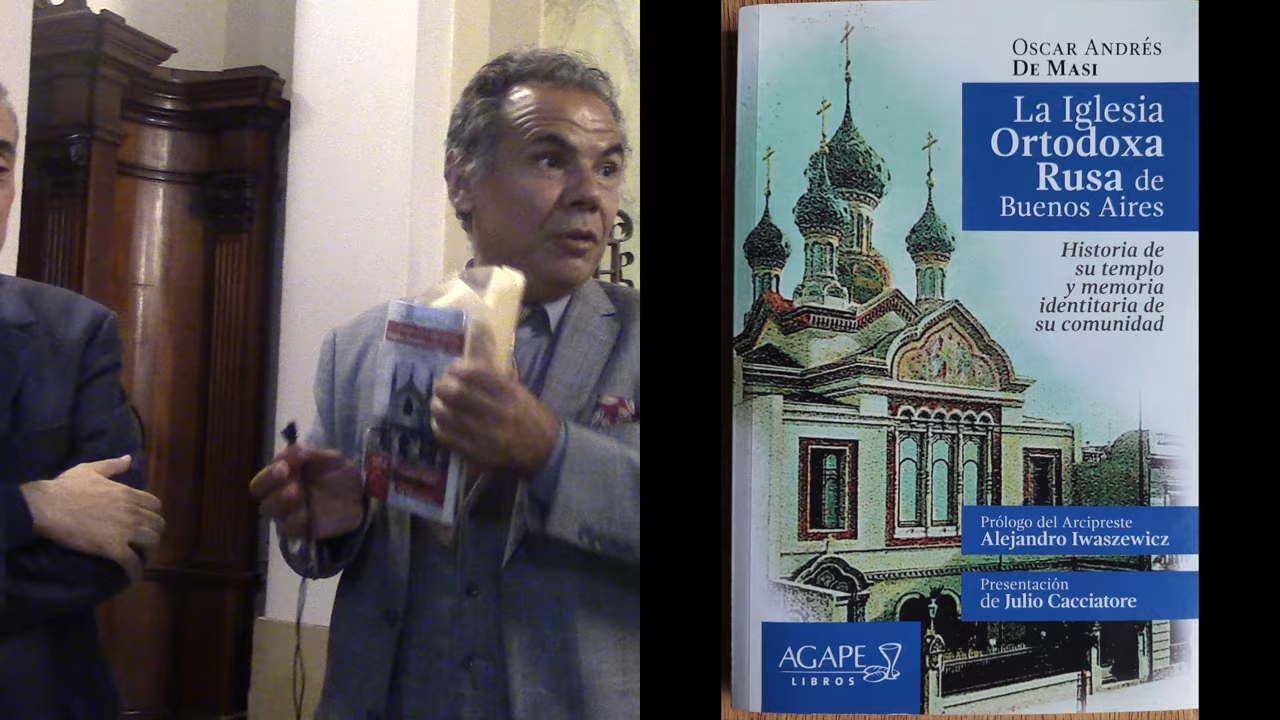 OSCAR ANDRÉS
DE MASI
La Iglesia
Ortodoxa
Rusa de
Buenos Aires
Historia de
su templo
y memoria
identitaria de
su comunidad
Prólogo del Arcipreste
Alejandro Iwaszewicz
Presentación
de Julio Cacciatore
AGAPE
LIBROS